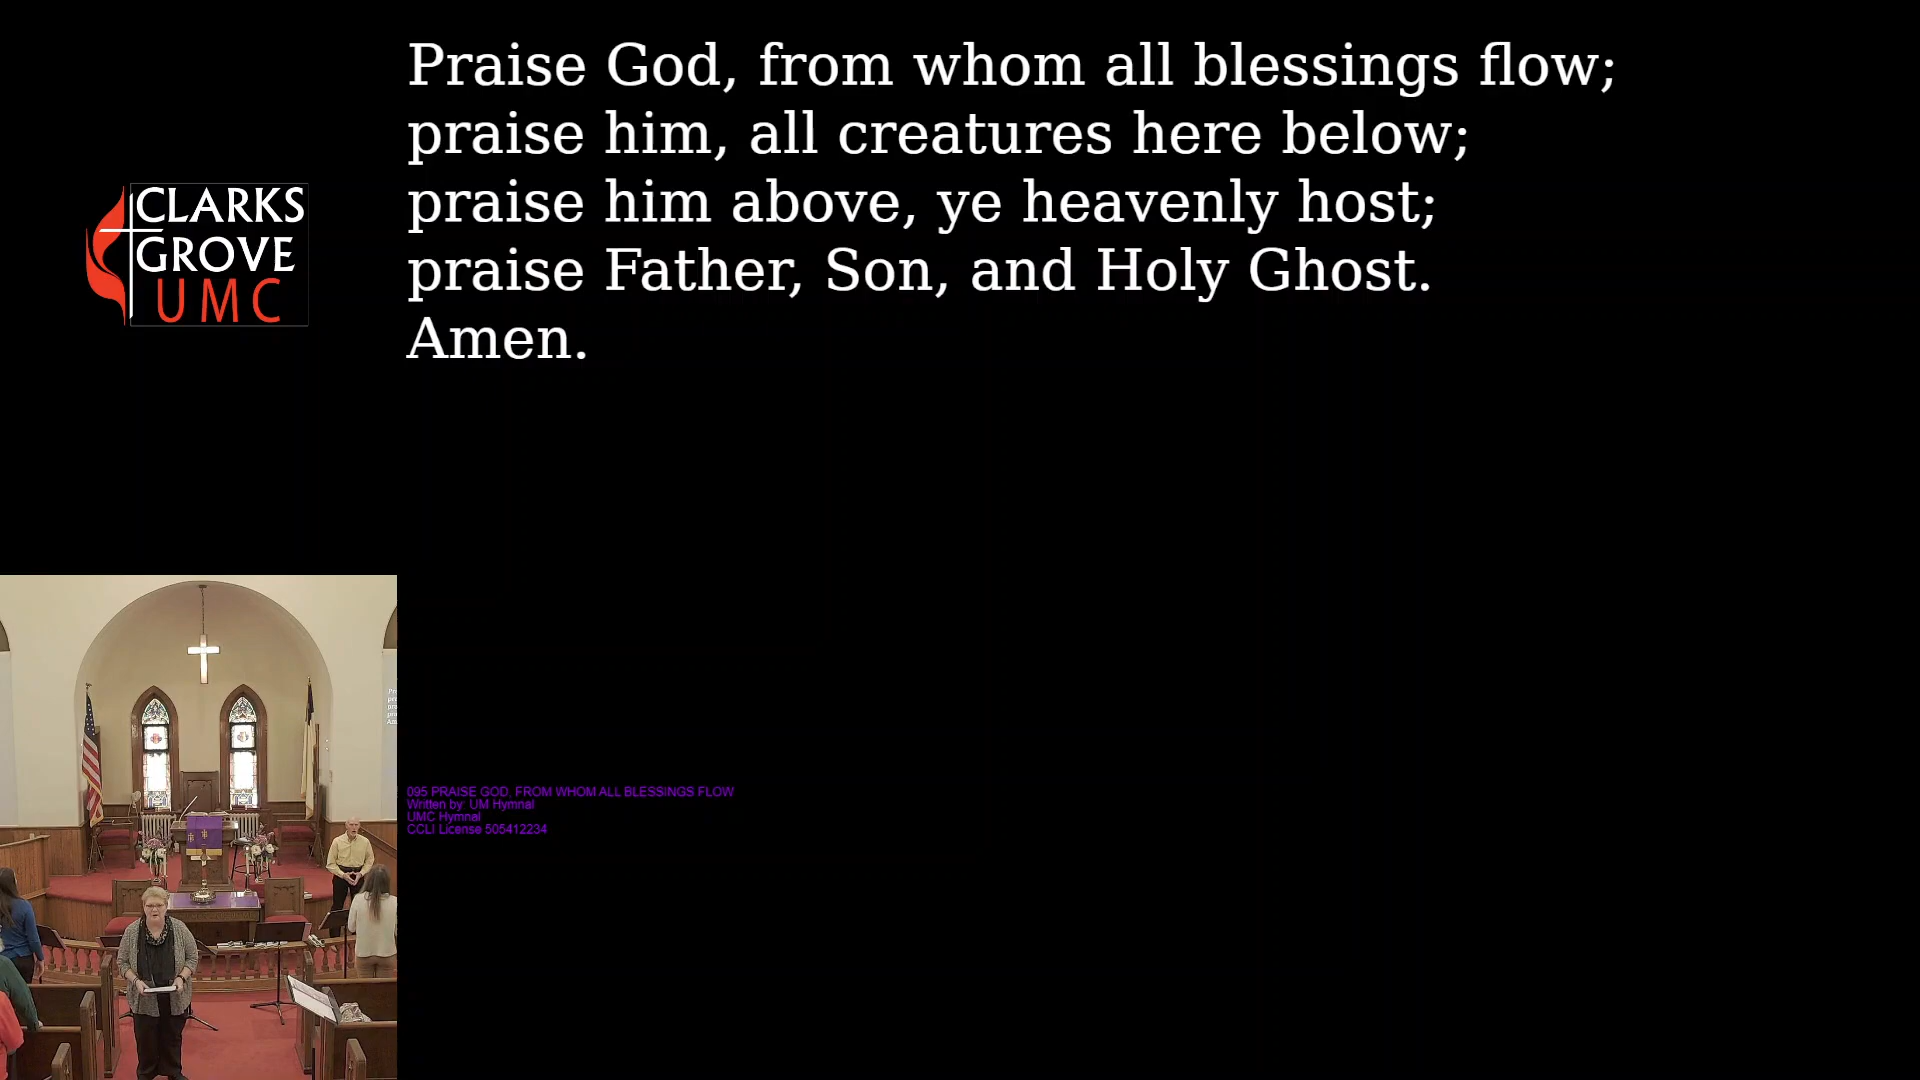 Praise God, from whom all blessings flow;
praise him, all creatures here below;
praise him above, ye heavenly host;
praise Father, Son, and Holy Ghost.
Amen.
CLARKS
GROVE
UMC
095 PRAISE GOD, FROM WHOM ALL BLESSINGS FLOW
Written by: UM Hymnal
UMC Hymnal
CCLI License 505412234